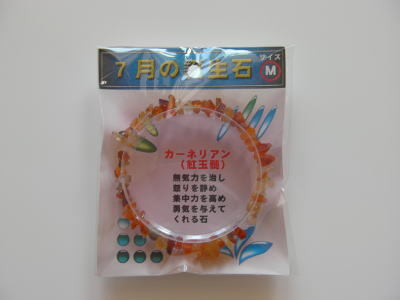 7月の誕生石
サイズ
M
カーネリアン
(紅玉髄)
無気力を治し
怒りを静め
集中力を高め
勇気を与えて
くれる石